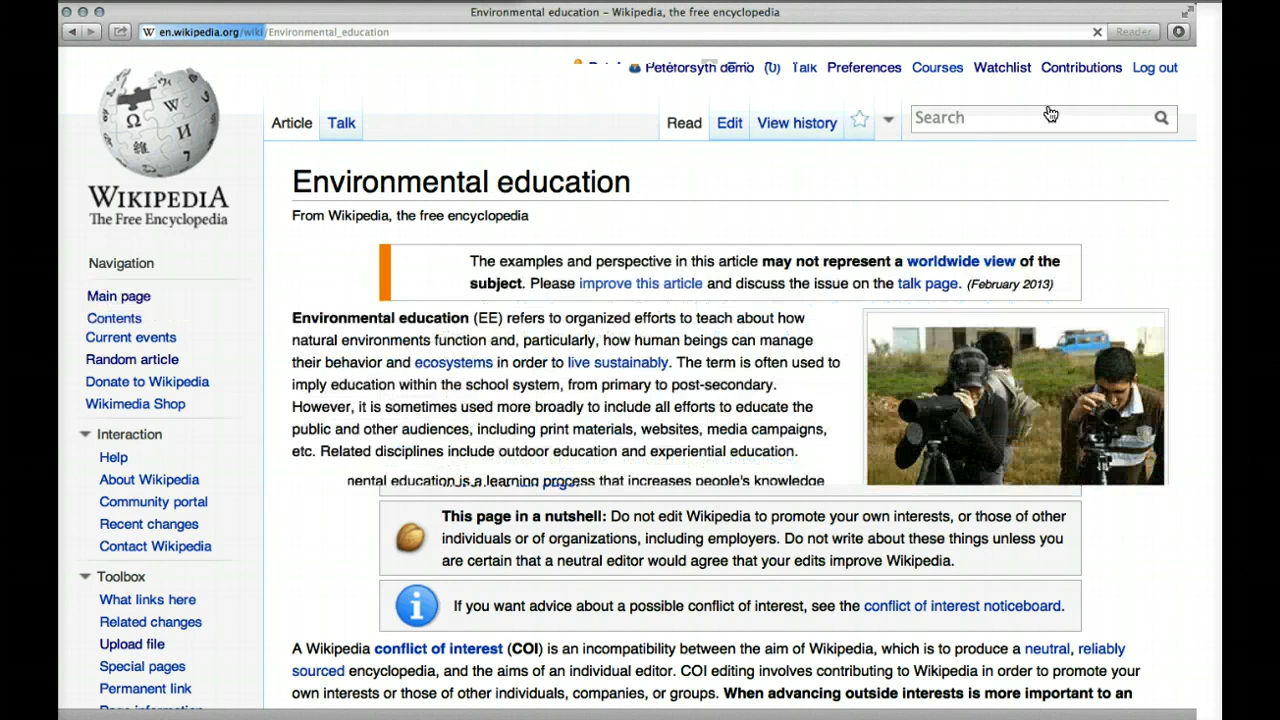 Environmental education – Wikipedia, the free encyclopedia
W en.wikipedia.org/wiki/Environmental_education
Reader
Peteforsyth demo Talk Preferences Courses Watchlist Contributions Log out
Article Talk Read Edit View history Search
WIKIPEDIA
The Free Encyclopedia
Environmental education
From Wikipedia, the free encyclopedia
Navigation
Main page
Contents
Current events
Random article
Donate to Wikipedia
Wikimedia Shop
Interaction
Help
About Wikipedia
Community portal
Recent changes
Contact Wikipedia
Toolbox
What links here
Related changes
Upload file
Special pages
Permanent link
Page information
The examples and perspective in this article may not represent a worldwide view of the
subject. Please improve this article and discuss the issue on the talk page. (February 2013)
Environmental education (EE) refers to organized efforts to teach about how
natural environments function and, particularly, how human beings can manage
their behavior and ecosystems in order to live sustainably. The term is often used to
imply education within the school system, from primary to post-secondary.
However, it is sometimes used more broadly to include all efforts to educate the
public and other audiences, including print materials, websites, media campaigns,
etc. Related disciplines include outdoor education and experiential education.
mental education is a learning process that increases people's knowledge
This page in a nutshell: Do not edit Wikipedia to promote your own interests, or those of other
individuals or of organizations, including employers. Do not write about these things unless you
are certain that a neutral editor would agree that your edits improve Wikipedia.
If you want advice about a possible conflict of interest, see the conflict of interest noticeboard.
A Wikipedia conflict of interest (COI) is an incompatibility between the aim of Wikipedia, which is to produce a neutral, reliably
sourced encyclopedia, and the aims of an individual editor. COI editing involves contributing to Wikipedia in order to promote your
own interests or those of other individuals, companies, or groups. When advancing outside interests is more important to an